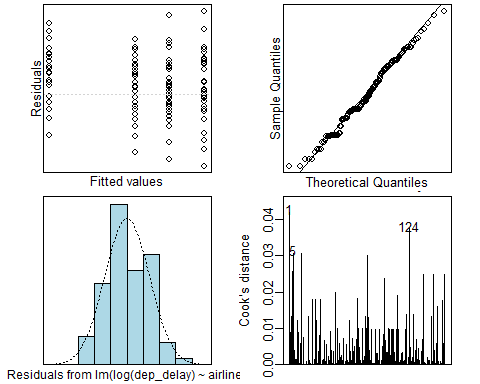 Residuals
Fitted values
Sample Quantiles
Theoretical Quantiles
Residuals from lm(log(dep_delay) ~ airline
Cook's distance
0.00 0.01 0.02 0.03 0.04
1
5
124